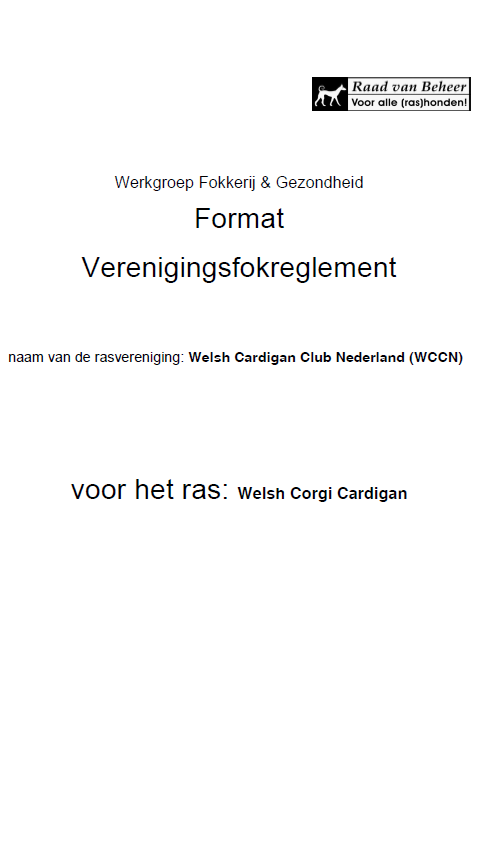 Raad van Beheer
Voor alle (ras)honden!
Werkgroep Fokkerij & Gezondheid
Format
Verenigingsfokreglement
naam van de rasvereniging: Welsh Cardigan Club Nederland (WCCN)
voor het ras: Welsh Corgi Cardigan